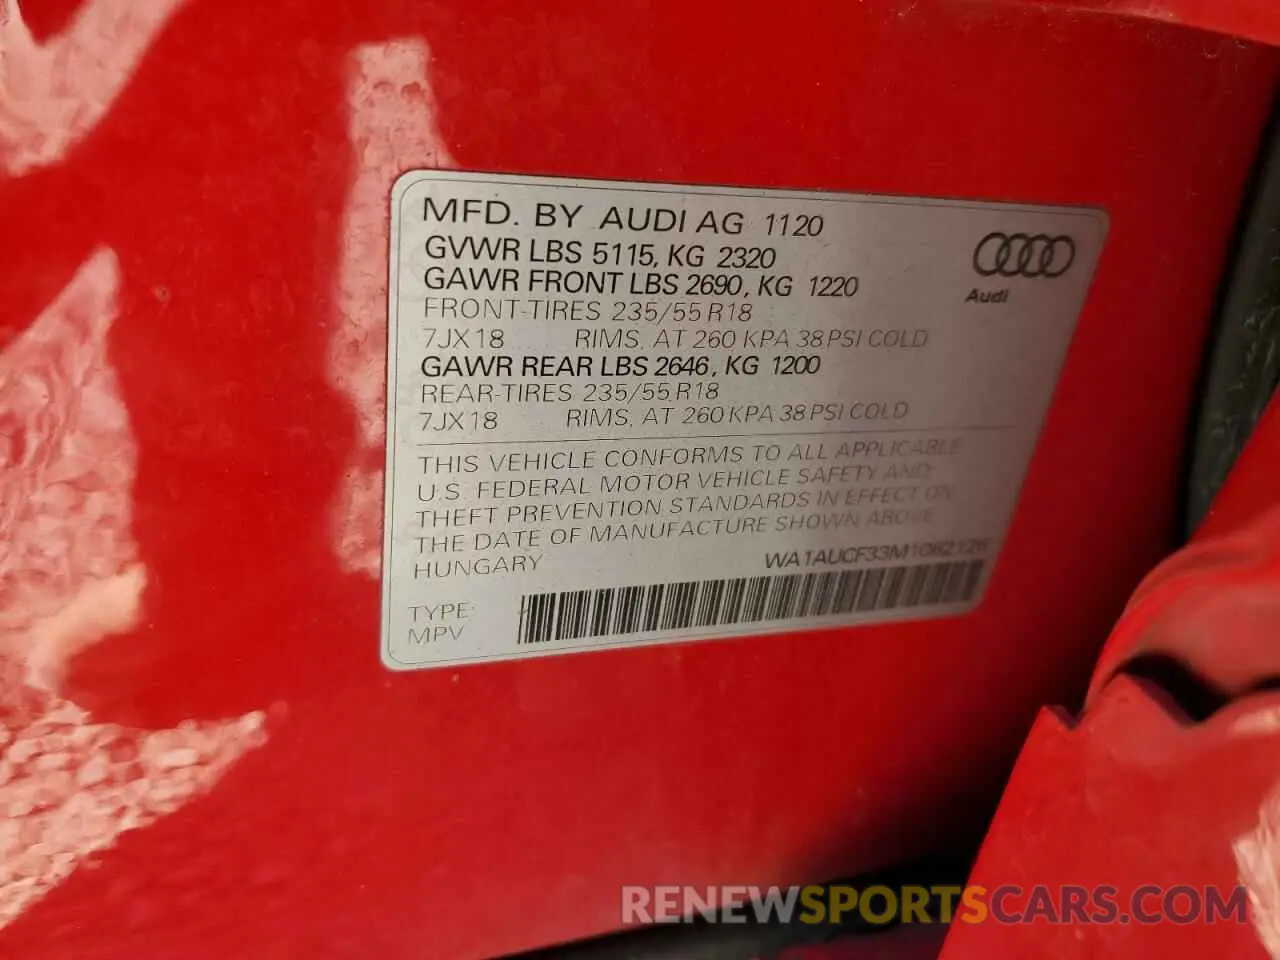 MFD. BY AUDI AG 1120
GVWR LBS 5115, KG 2320
GAWR FRONT LBS 2690, KG 1220
FRONT-TIRES 235/55 R18
7JX18 RIMS, AT 260 KPA 38 PSI COLD
GAWR REAR LBS 2646, KG 1200
REAR-TIRES 235/55 R18
7JX18 RIMS, AT 260 KPA 38 PSI COLD
Audi
THIS VEHICLE CONFORMS TO ALL APPLICABLE
U.S. FEDERAL MOTOR VEHICLE SAFETY AND
THEFT PREVENTION STANDARDS IN EFFECT ON
THE DATE OF MANUFACTURE SHOWN ABOVE
HUNGARY
TYPE:
MPV
RENEWSPORTSCARS.COM